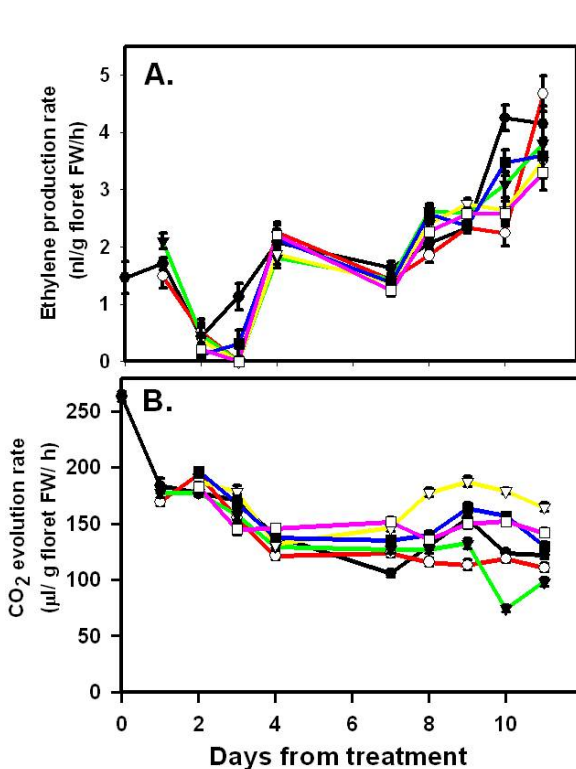 A.
Ethylene production rate
(nl/g floret FW/h)
5
4
3
2
1
0
B.
CO2 evolution rate
(µl/ g floret FW/ h)
250
200
150
100
50
0
0 2 4 6 8 10
Days from treatment